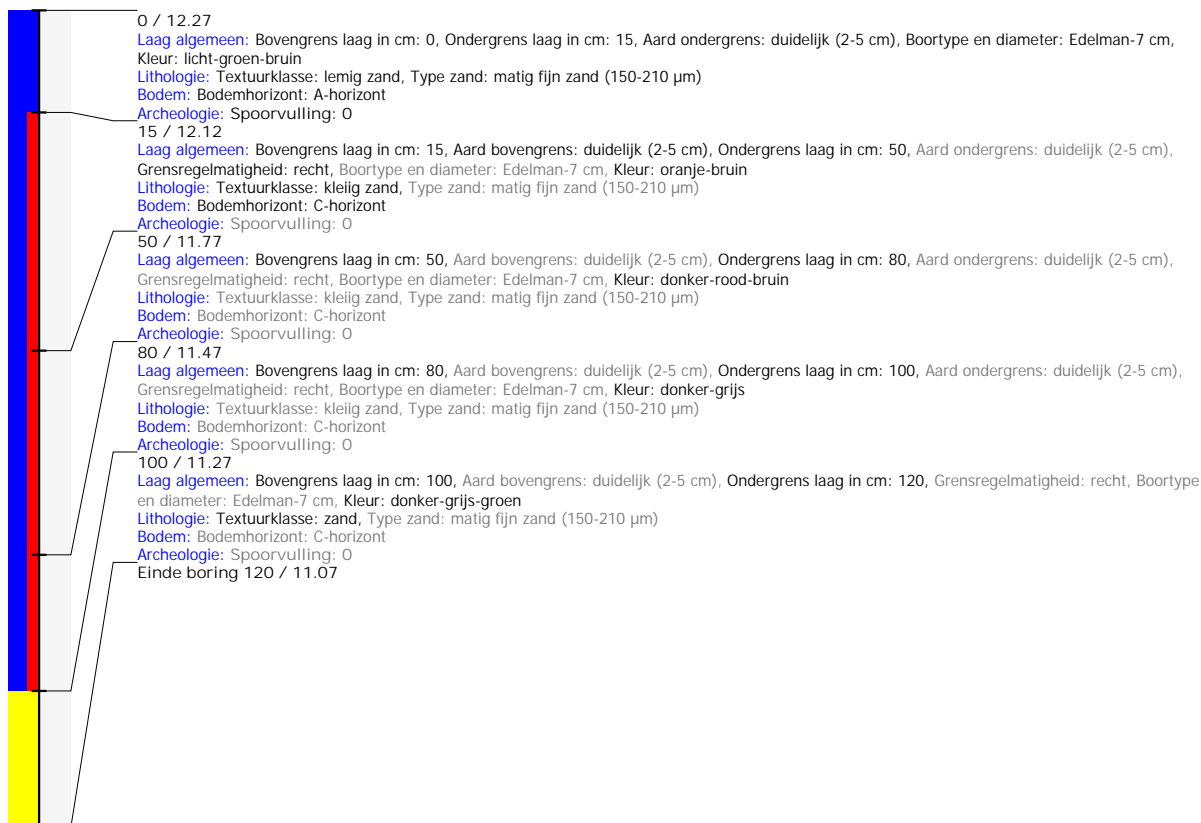 0 / 12.27
Laag algemeen: Bovengrens laag in cm: 0, Ondergrens laag in cm: 15, Aard ondergrens: duidelijk (2-5 cm), Boortype en diameter: Edelman-7 cm,
Kleur: licht-groen-bruin
Lithologie: Textuurklasse: lemig zand, Type zand: matig fijn zand (150-210 µm)
Bodem: Bodemhorizont: A-horizont
Archeologie: Spoorvulling: 0
15 / 12.12
Laag algemeen: Bovengrens laag in cm: 15, Aard bovengrens: duidelijk (2-5 cm), Ondergrens laag in cm: 50, Aard ondergrens: duidelijk (2-5 cm),
Grensregelmatigheid: recht, Boortype en diameter: Edelman-7 cm, Kleur: oranje-bruin
Lithologie: Textuurklasse: kleiig zand, Type zand: matig fijn zand (150-210 µm)
Bodem: Bodemhorizont: C-horizont
Archeologie: Spoorvulling: 0
50 / 11.77
Laag algemeen: Bovengrens laag in cm: 50, Aard bovengrens: duidelijk (2-5 cm), Ondergrens laag in cm: 80, Aard ondergrens: duidelijk (2-5 cm),
Grensregelmatigheid: recht, Boortype en diameter: Edelman-7 cm, Kleur: donker-rood-bruin
Lithologie: Textuurklasse: kleiig zand, Type zand: matig fijn zand (150-210 µm)
Bodem: Bodemhorizont: C-horizont
Archeologie: Spoorvulling: 0
80 / 11.47
Laag algemeen: Bovengrens laag in cm: 80, Aard bovengrens: duidelijk (2-5 cm), Ondergrens laag in cm: 100, Aard ondergrens: duidelijk (2-5 cm),
Grensregelmatigheid: recht, Boortype en diameter: Edelman-7 cm, Kleur: donker-grijs
Lithologie: Textuurklasse: kleiig zand, Type zand: matig fijn zand (150-210 µm)
Bodem: Bodemhorizont: C-horizont
Archeologie: Spoorvulling: 0
100 / 11.27
Laag algemeen: Bovengrens laag in cm: 100, Aard bovengrens: duidelijk (2-5 cm), Ondergrens laag in cm: 120, Grensregelmatigheid: recht, Boortype
en diameter: Edelman-7 cm, Kleur: donker-grijs-groen
Lithologie: Textuurklasse: zand, Type zand: matig fijn zand (150-210 µm)
Bodem: Bodemhorizont: C-horizont
Archeologie: Spoorvulling: 0
Einde boring 120 / 11.07